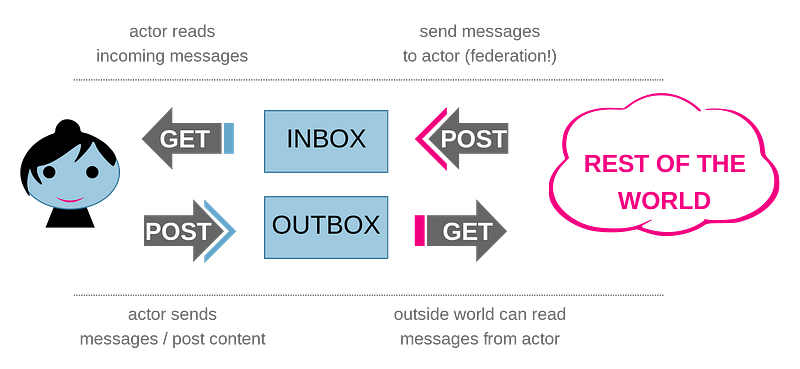 actor reads
incoming messages
send messages
to actor (federation!)
GET
INBOX
POST
REST OF THE
WORLD
POST
OUTBOX
GET
actor sends
messages / post content
outside world can read
messages from actor